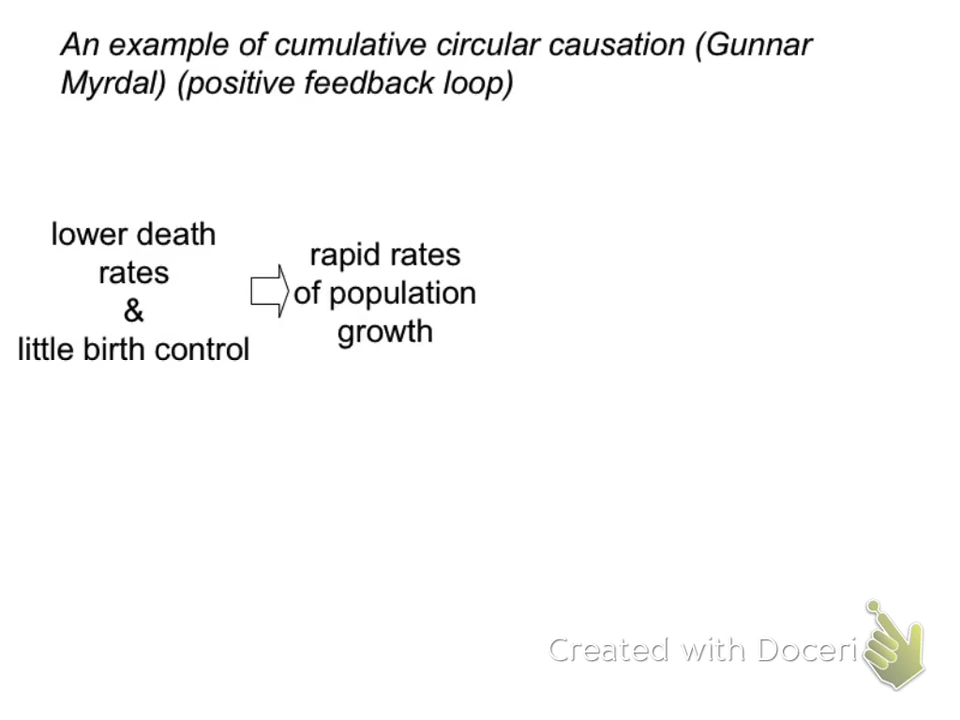 An example of cumulative circular causation (Gunnar
Myrdal) (positive feedback loop)
lower death
rates
&
little birth control
rapid rates
of population
growth
Created with Doceri